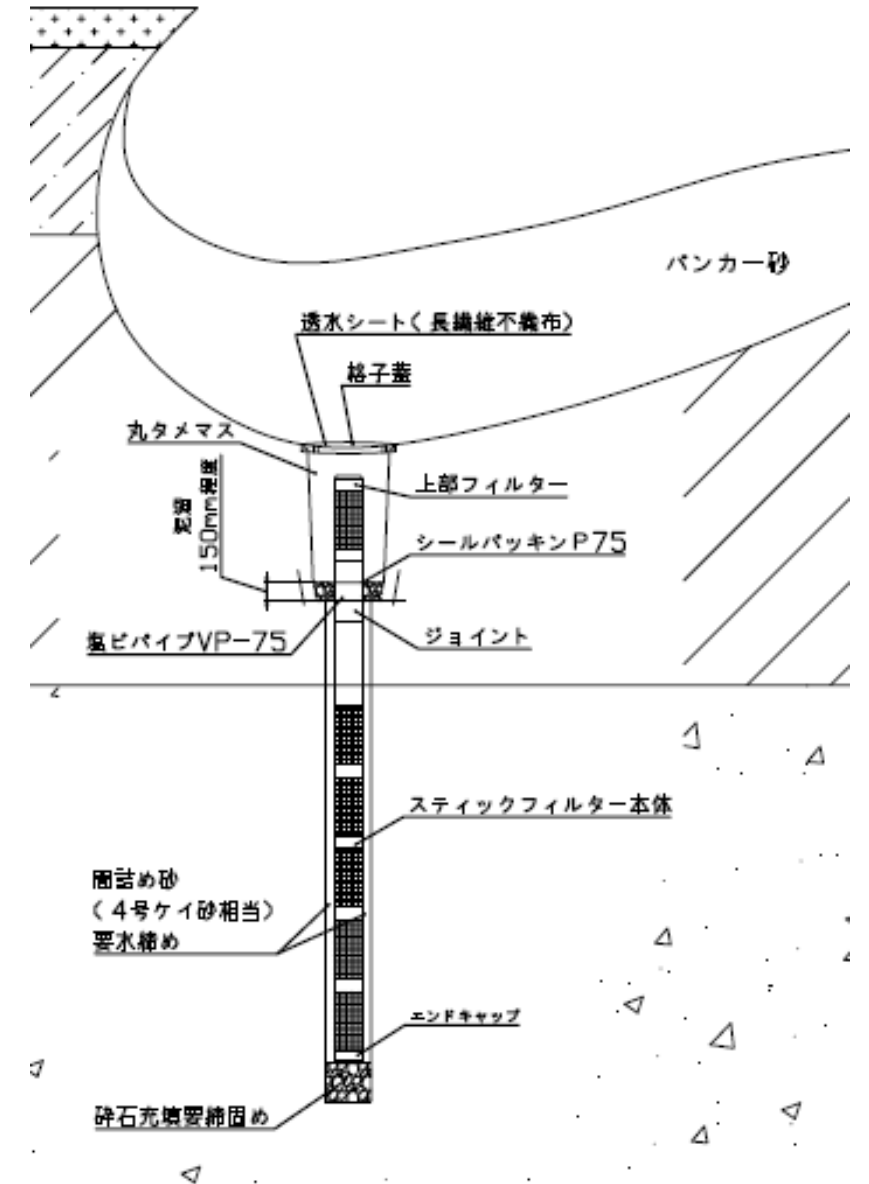 バンカー砂
透水シート(長繊維不織布)
格子蓋
丸タメマス
上部フィルター
泥溜
150mm程度
シールパッキンP75
塩ビパイプVP-75
ジョイント
スティックフィルター本体
間詰め砂
(4号ケイ砂相当)
要水締め
エンドキャップ
砕石充填要締固め